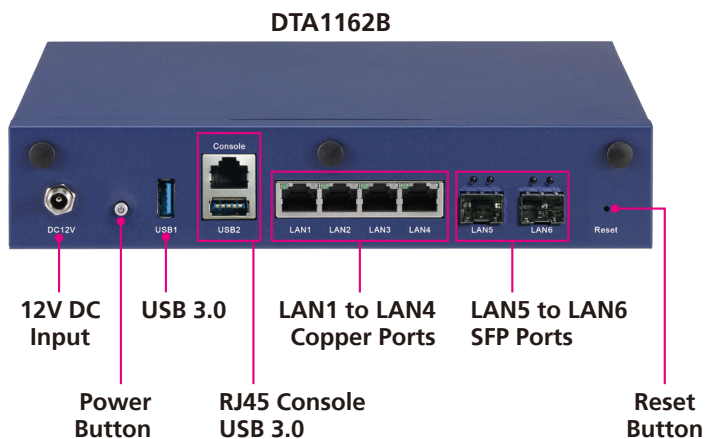 DTA1162B
Console
DC12V
USB1
USB2
LAN1 LAN2 LAN3 LAN4
LAN5 LAN6
Reset
12V DC
Input
USB 3.0
LAN1 to LAN4
Copper Ports
LAN5 to LAN6
SFP Ports
Power
Button
RJ45 Console
USB 3.0
Reset
Button